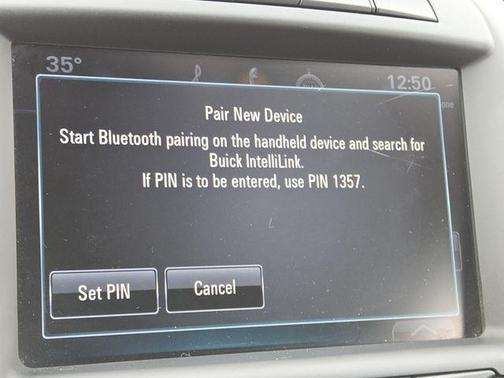 35°
12:50
Pair New Device
Start Bluetooth pairing on the handheld device and search for
Buick IntelliLink.
If PIN is to be entered, use PIN 1357.
Set PIN
Cancel